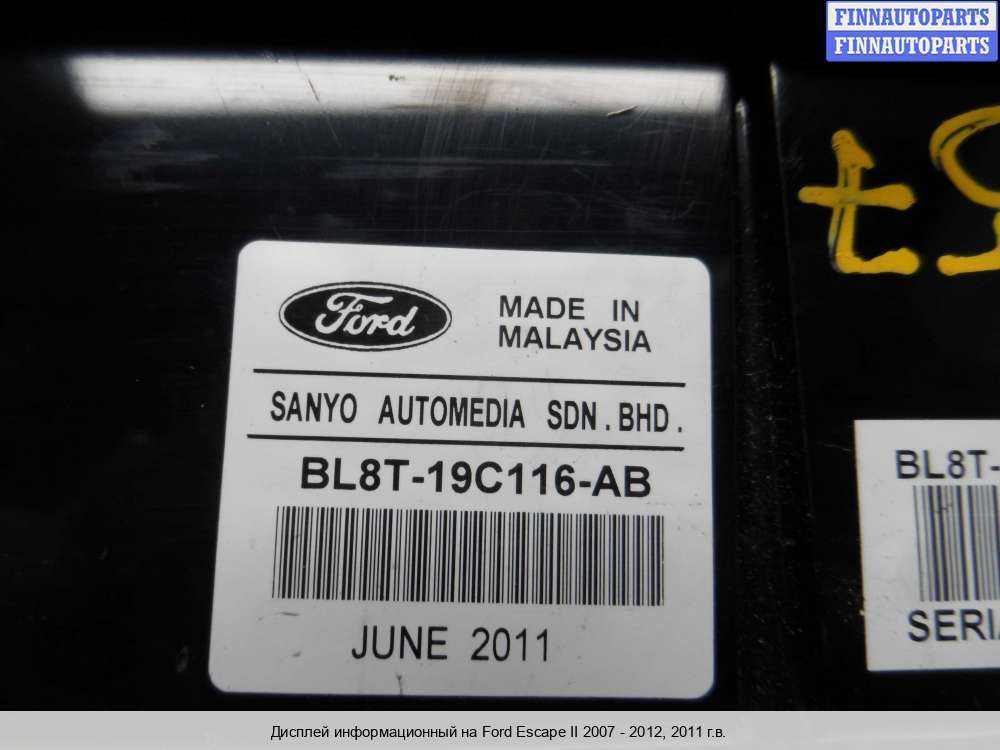 FINNAUTOPARTS
FINNAUTOPARTS
Ford
MADE IN
MALAYSIA
SANYO AUTOMEDIA SDN. BHD.
BL8T-19C116-AB
JUNE 2011
BL8T-
SERIA
Дисплей информационный на Ford Escape II 2007 - 2012, 2011 г.в.